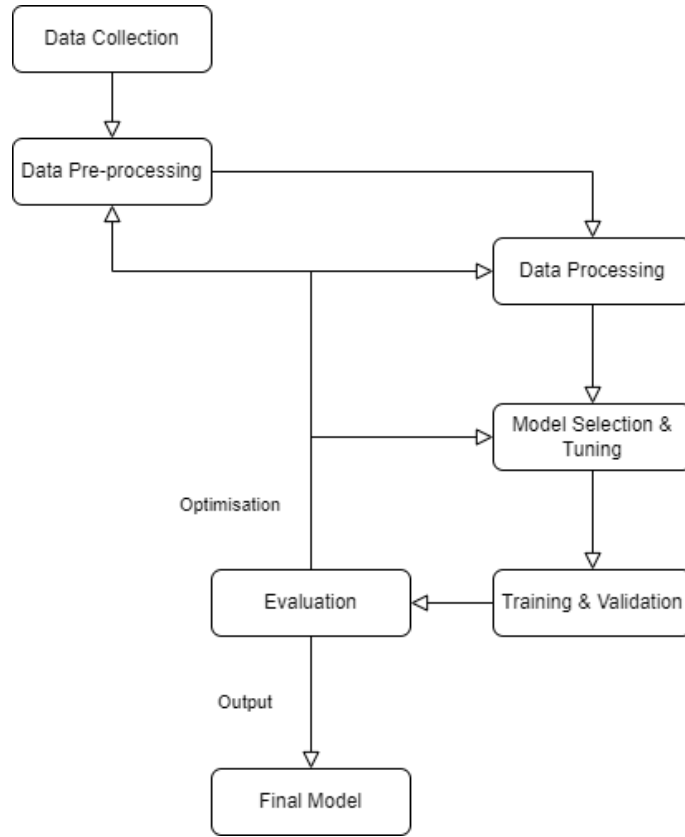 Data Collection
Data Pre-processing
Data Processing
Model Selection &
Tuning
Optimisation
Evaluation
Training & Validation
Output
Final Model